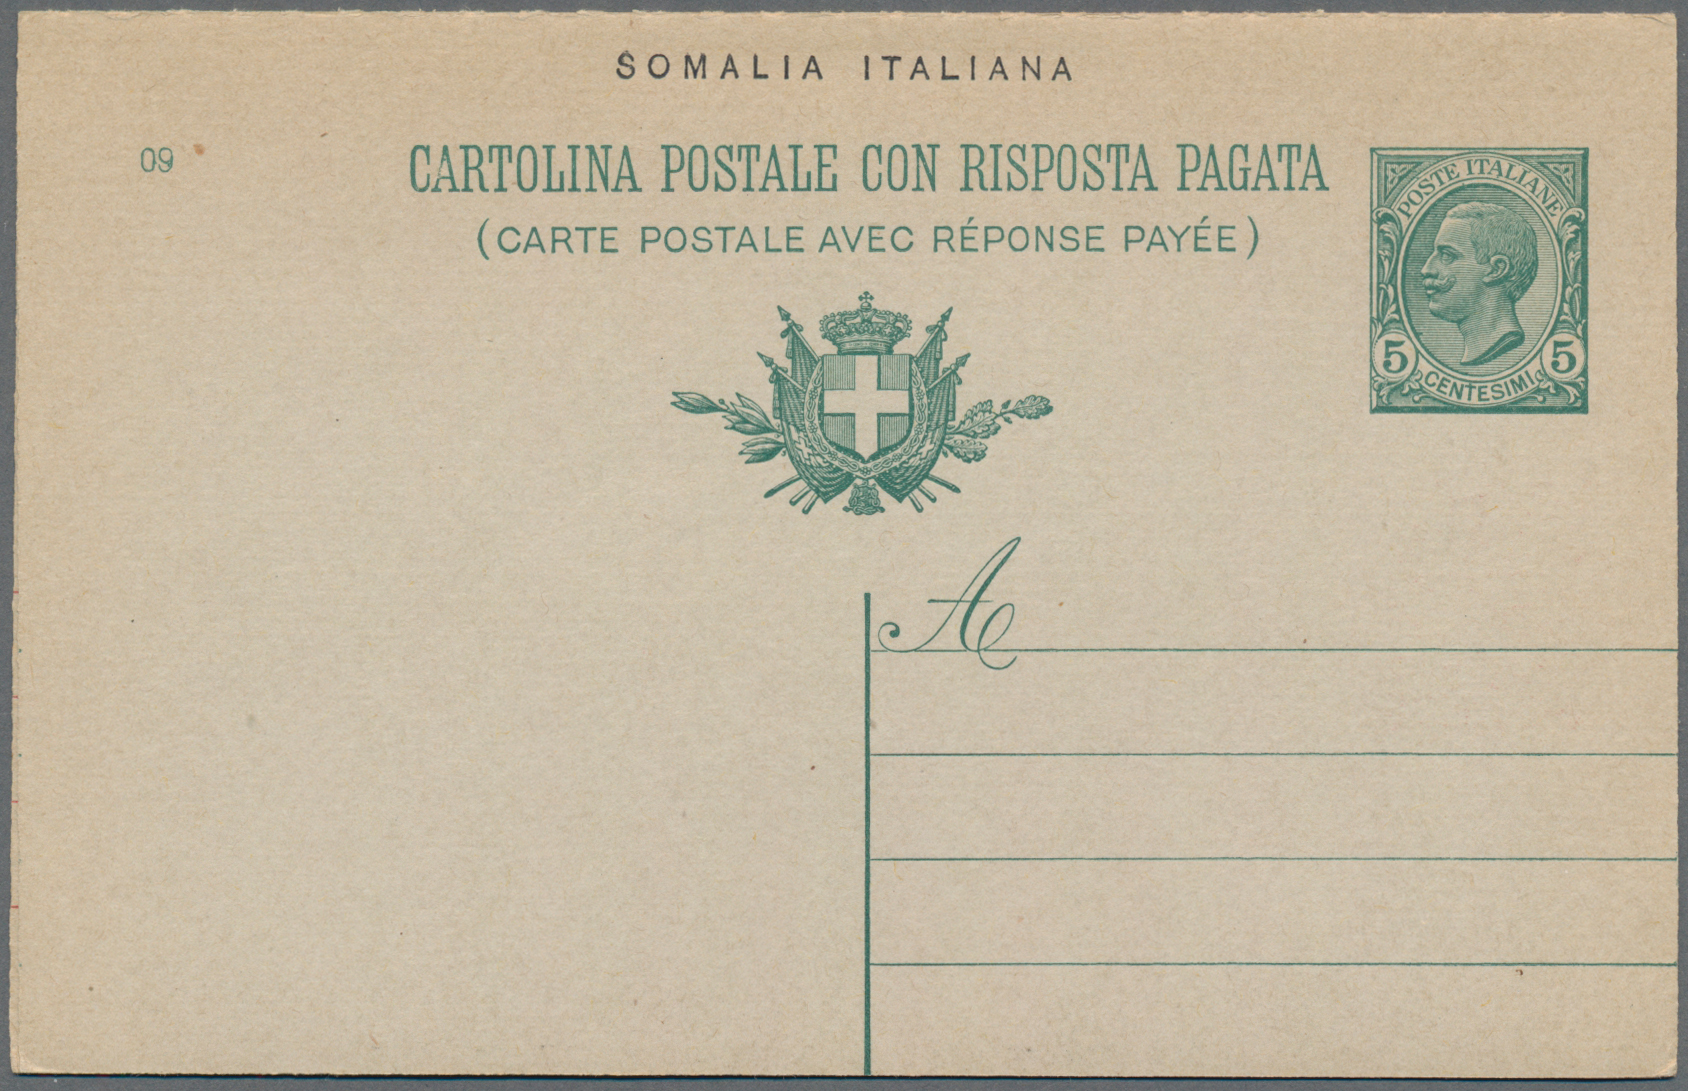 SOMALIA ITALIANA
09
CARTOLINA POSTALE CON RISPOSTA PAGATA
(CARTE POSTALE AVEC RÉPONSE PAYÉE)
POSTE ITALIANE
5 5
CENTESIMI
A